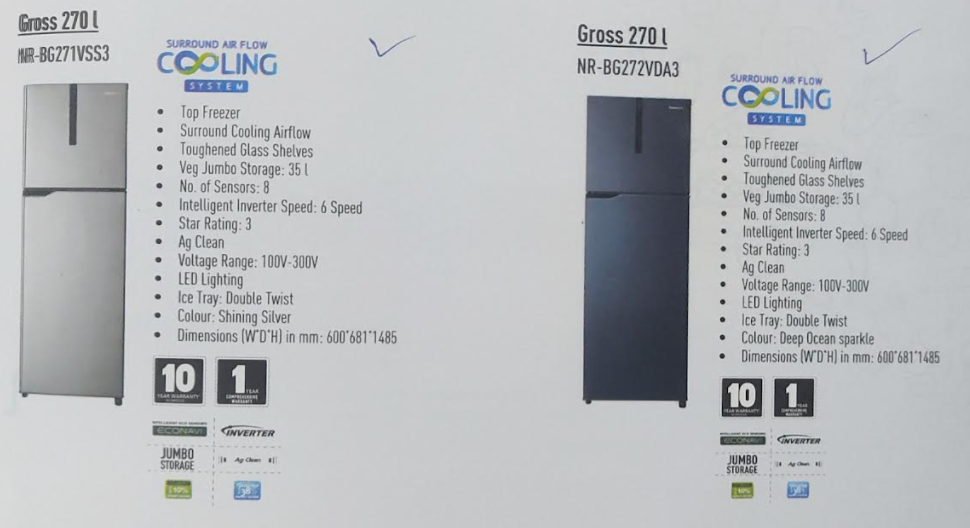 Gross 270 l
NR-BG271VSS3
SURROUND AIR FLOW
COOLING
SYSTEM
• Top Freezer
• Surround Cooling Airflow
• Toughened Glass Shelves
• Veg Jumbo Storage: 35 l
• No. of Sensors: 8
• Intelligent Inverter Speed: 6 Speed
• Star Rating: 3
• Ag Clean
• Voltage Range: 100V-300V
• LED Lighting
• Ice Tray: Double Twist
• Colour: Shining Silver
• Dimensions (W*D*H) in mm: 600*681*1485
10
YEAR WARRANTY
1
YEAR
COMPREHENSIVE
WARRANTY
ECONAVI
INVERTER
JUMBO
STORAGE
Ag Clean
10%
Gross 270 l
NR-BG272VDA3
SURROUND AIR FLOW
COOLING
SYSTEM
• Top Freezer
• Surround Cooling Airflow
• Toughened Glass Shelves
• Veg Jumbo Storage: 35 l
• No. of Sensors: 8
• Intelligent Inverter Speed: 6 Speed
• Star Rating: 3
• Ag Clean
• Voltage Range: 100V-300V
• LED Lighting
• Ice Tray: Double Twist
• Colour: Deep Ocean sparkle
• Dimensions (W*D*H) in mm: 600*681*1485
10
YEAR WARRANTY
1
YEAR
COMPREHENSIVE
WARRANTY
ECONAVI
INVERTER
JUMBO
STORAGE
Ag Clean
10%